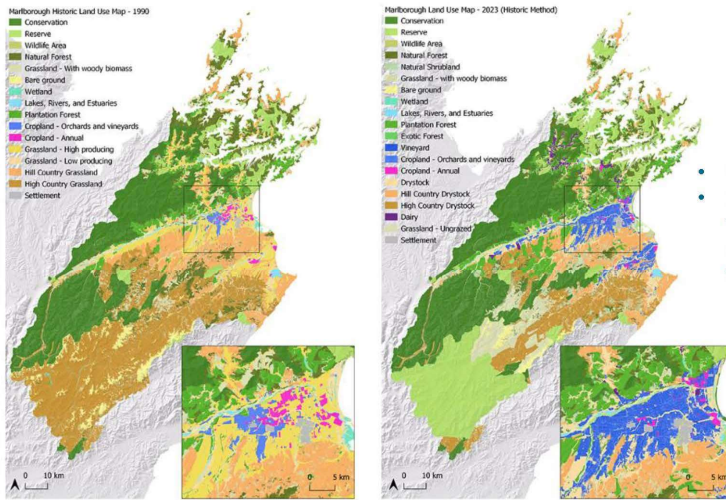 Marlborough Historic Land Use Map - 1990
Conservation
Reserve
Wildlife Area
Natural Forest
Grassland - With woody biomass
Bare ground
Wetland
Lakes, Rivers, and Estuaries
Plantation Forest
Cropland - Orchards and vineyards
Cropland - Annual
Grassland - High producing
Grassland - Low producing
Hill Country Grassland
High Country Grassland
Settlement
0 10 km
0 5 km
Marlborough Land Use Map - 2023 (Historic Method)
Conservation
Reserve
Wildlife Area
Natural Forest
Natural Shrubland
Grassland - with woody biomass
Bare ground
Wetland
Lakes, Rivers, and Estuaries
Plantation Forest
Exotic Forest
Vineyard
Cropland - Orchards and vineyards
Cropland - Annual
Drystock
Hill Country Drystock
High Country Drystock
Dairy
Grassland - Ungrazed
Settlement
0 10 km
0 5 km